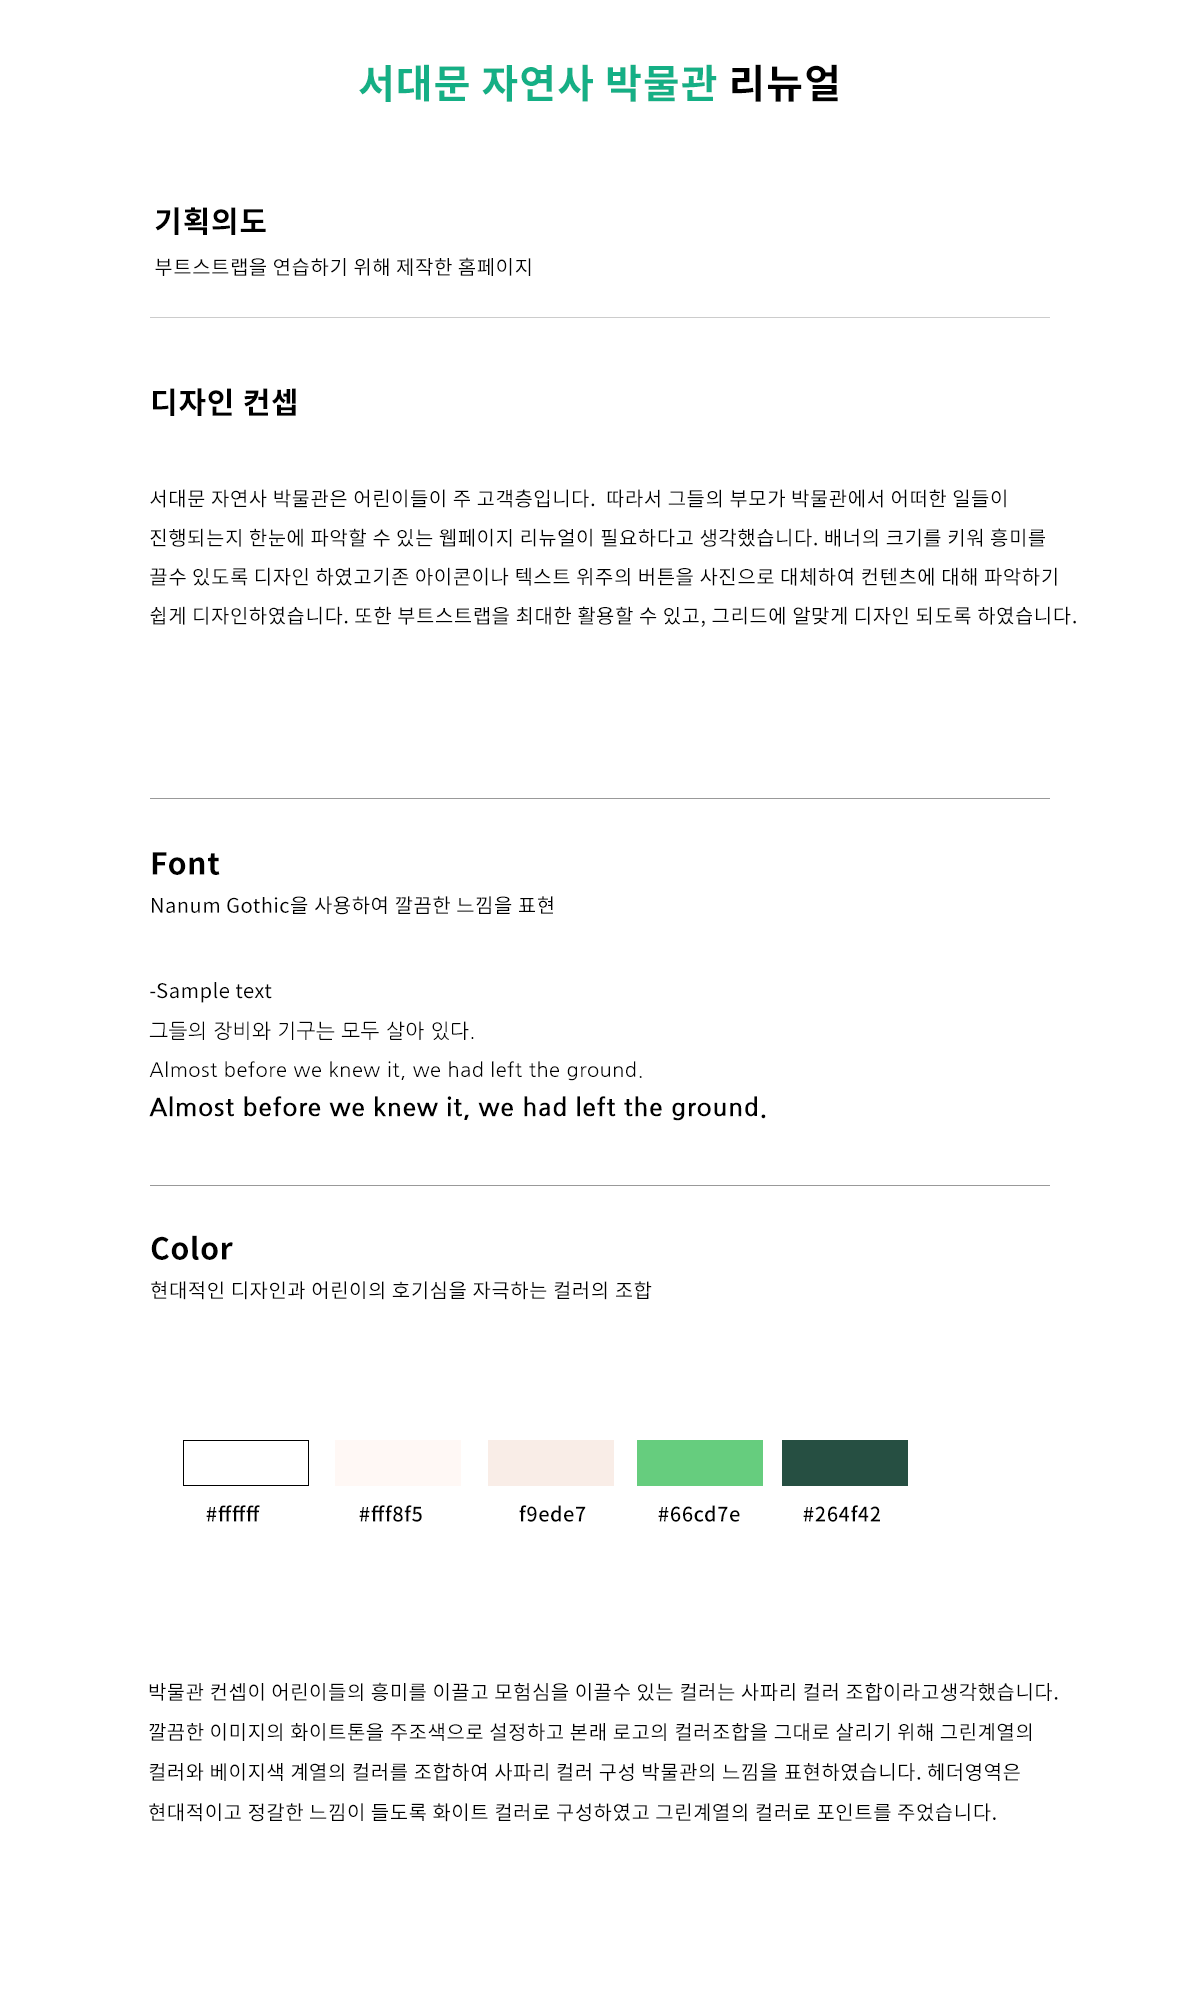 서대문 자연사 박물관 리뉴얼
기획의도
부트스트랩을 연습하기 위해 제작한 홈페이지
디자인 컨셉
서대문 자연사 박물관은 어린이들이 주 고객층입니다.  따라서 그들의 부모가 박물관에서 어떠한 일들이
진행되는지 한눈에 파악할 수 있는 웹페이지 리뉴얼이 필요하다고 생각했습니다. 배너의 크기를 키워 흥미를
끌수 있도록 디자인 하였고기존 아이콘이나 텍스트 위주의 버튼을 사진으로 대체하여 컨텐츠에 대해 파악하기
쉽게 디자인하였습니다. 또한 부트스트랩을 최대한 활용할 수 있고, 그리드에 알맞게 디자인 되도록 하였습니다.
Font
Nanum Gothic을 사용하여 깔끔한 느낌을 표현
-Sample text
그들의 장비와 기구는 모두 살아 있다.
Almost before we knew it, we had left the ground.
Almost before we knew it, we had left the ground.
Color
현대적인 디자인과 어린이의 호기심을 자극하는 컬러의 조합
#ffffff #fff8f5 f9ede7 #66cd7e #264f42
박물관 컨셉이 어린이들의 흥미를 이끌고 모험심을 이끌수 있는 컬러는 사파리 컬러 조합이라고생각했습니다.
깔끔한 이미지의 화이트톤을 주조색으로 설정하고 본래 로고의 컬러조합을 그대로 살리기 위해 그린계열의
컬러와 베이지색 계열의 컬러를 조합하여 사파리 컬러 구성 박물관의 느낌을 표현하였습니다. 헤더영역은
현대적이고 정갈한 느낌이 들도록 화이트 컬러로 구성하였고 그린계열의 컬러로 포인트를 주었습니다.